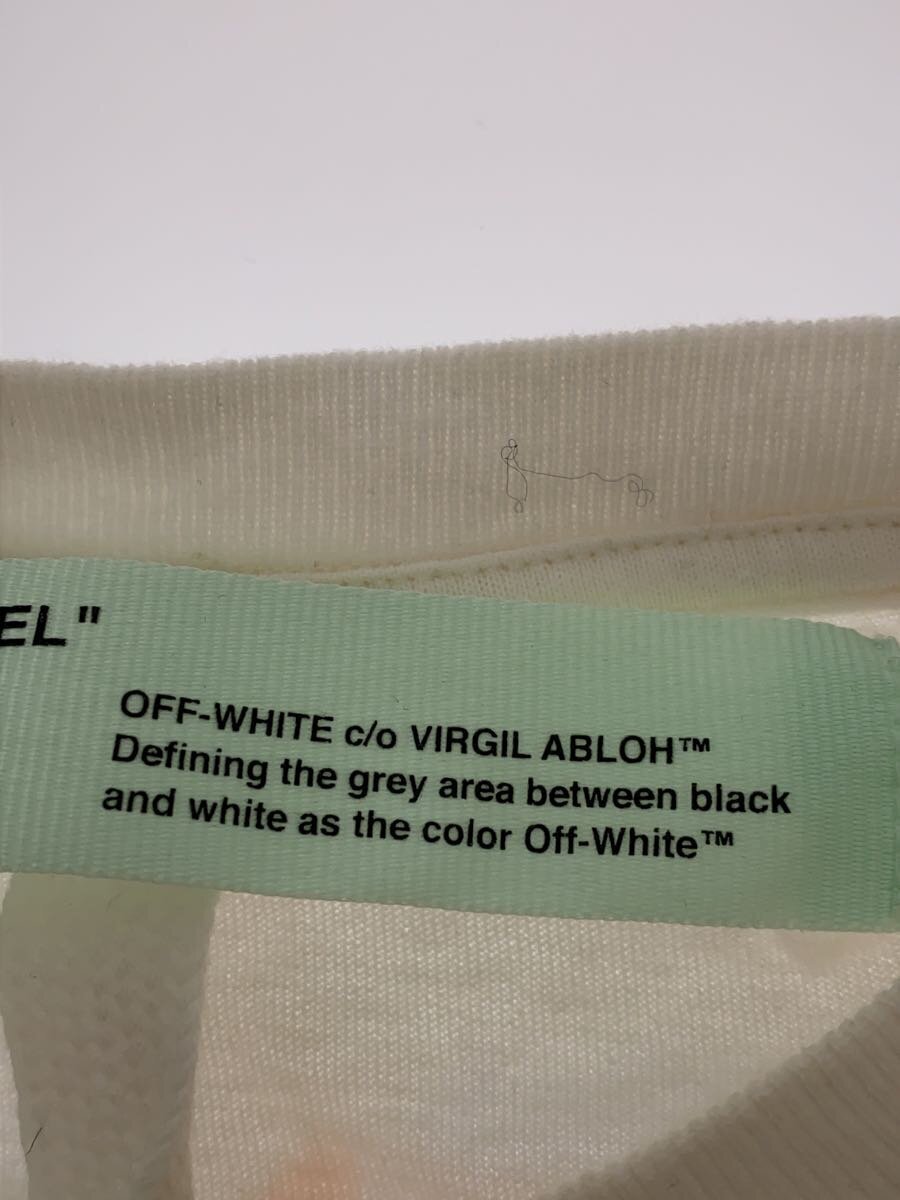 EL"
OFF-WHITE c/o VIRGIL ABLOH™
Defining the grey area between black
and white as the color Off-White™